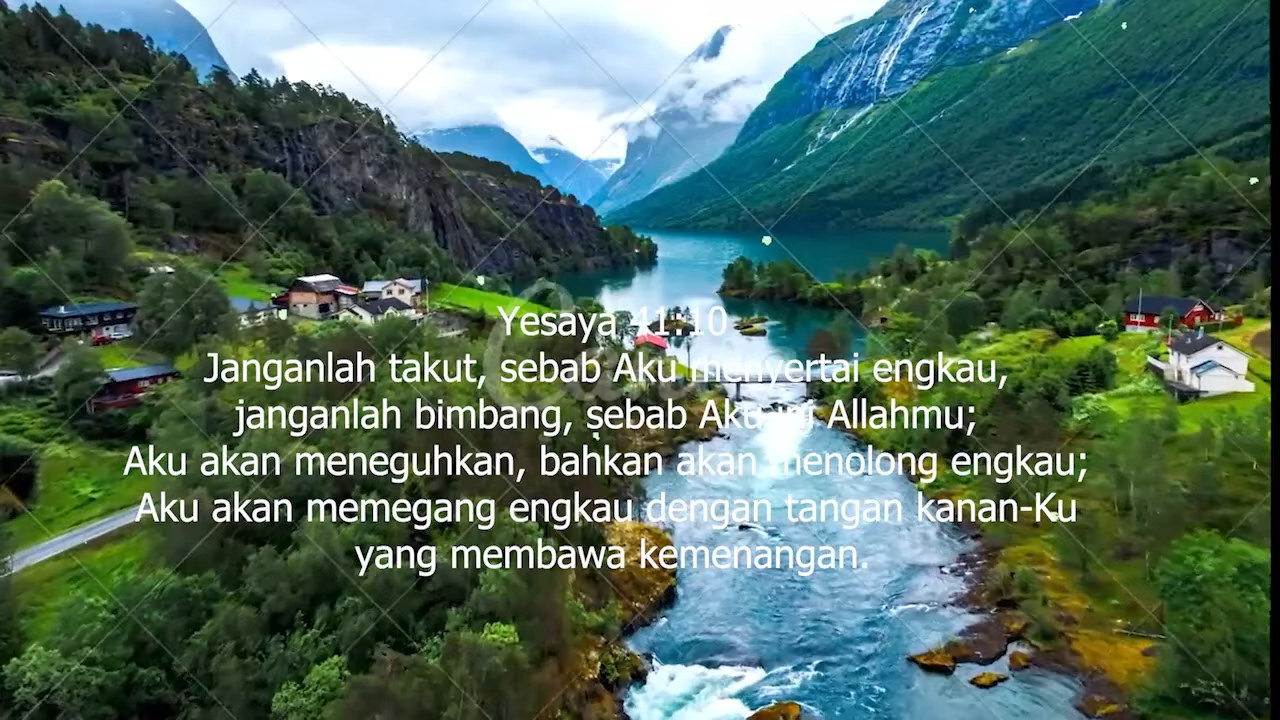 Yesaya 41:10
Janganlah takut, sebab Aku menyertai engkau,
janganlah bimbang, sebab Aku ini Allahmu;
Aku akan meneguhkan, bahkan akan menolong engkau;
Aku akan memegang engkau dengan tangan kanan-Ku
yang membawa kemenangan.